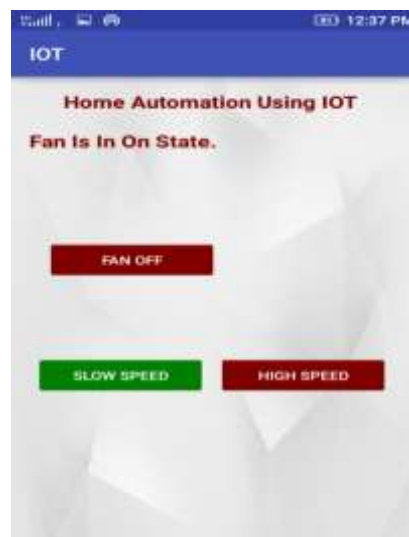 12:37 PM
IOT
Home Automation Using IOT
Fan Is In On State.
FAN OFF
SLOW SPEED HIGH SPEED